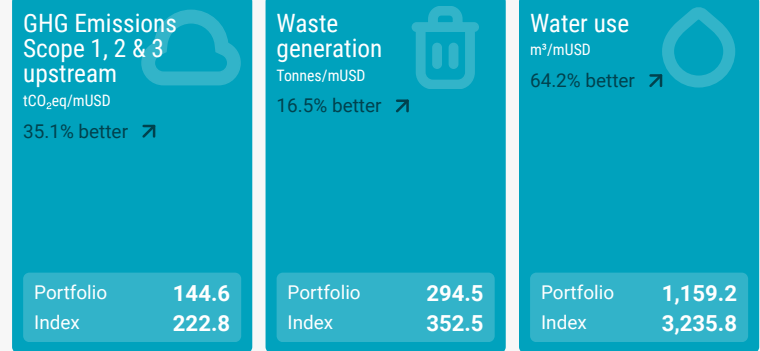 GHG Emissions
Scope 1, 2 & 3
upstream
tCO₂eq/mUSD
35.1% better
Portfolio 144.6
Index 222.8
Waste
generation
Tonnes/mUSD
16.5% better
Portfolio 294.5
Index 352.5
Water use
m³/mUSD
64.2% better
Portfolio 1,159.2
Index 3,235.8